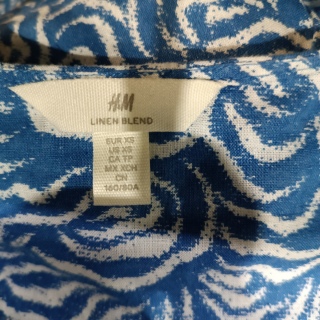 H&M
LINEN BLEND
EUR XS
US XS
CA TP
MX XCH
CN
160/80A